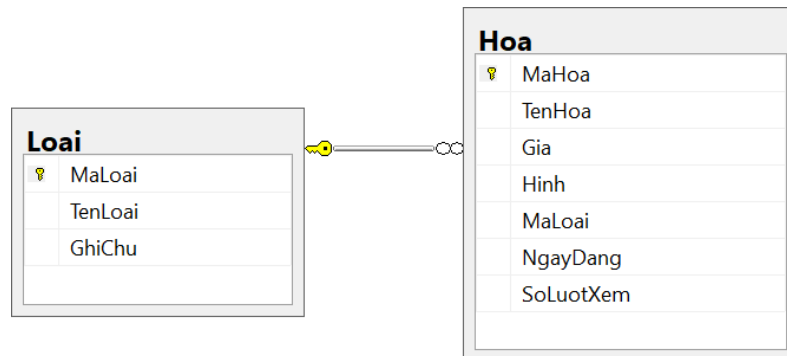 Loai
MaLoai
TenLoai
GhiChu
Hoa
MaHoa
TenHoa
Gia
Hinh
MaLoai
NgayDang
SoLuotXem